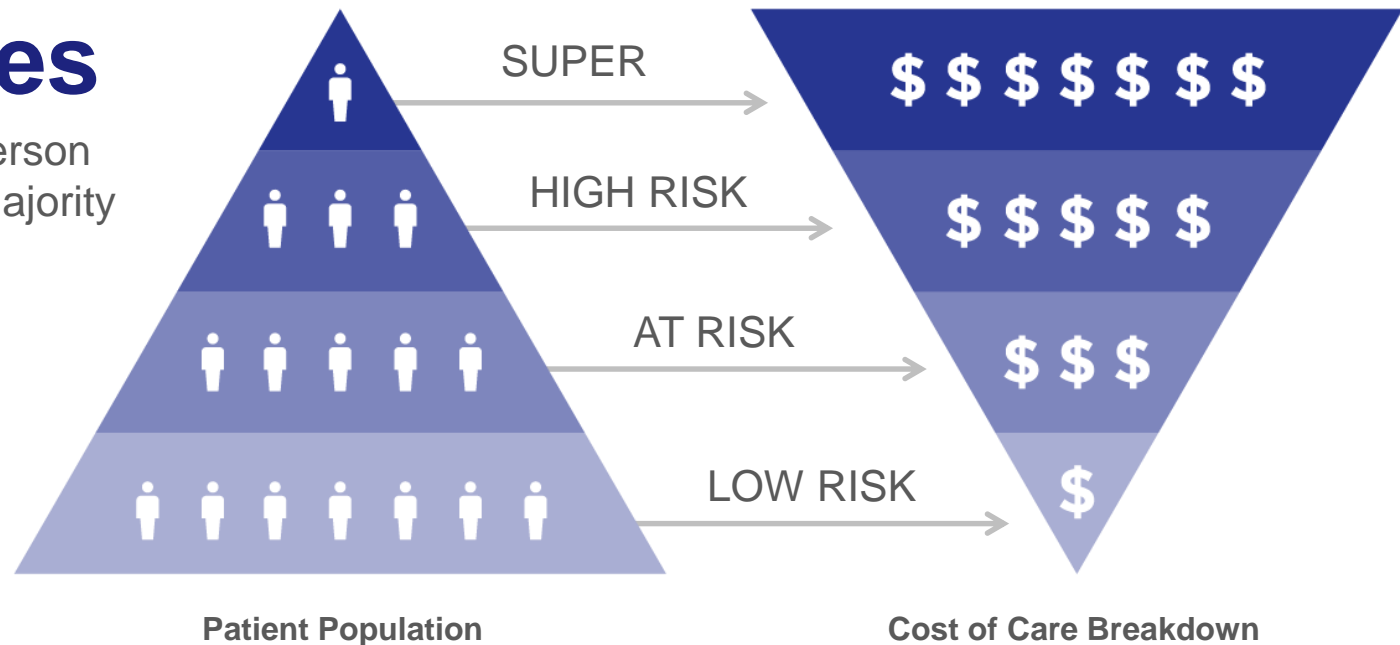 es
erson
ajority
SUPER
$ $ $ $ $ $ $
HIGH RISK
$ $ $ $ $
AT RISK
$ $ $
LOW RISK
$
Patient Population
Cost of Care Breakdown